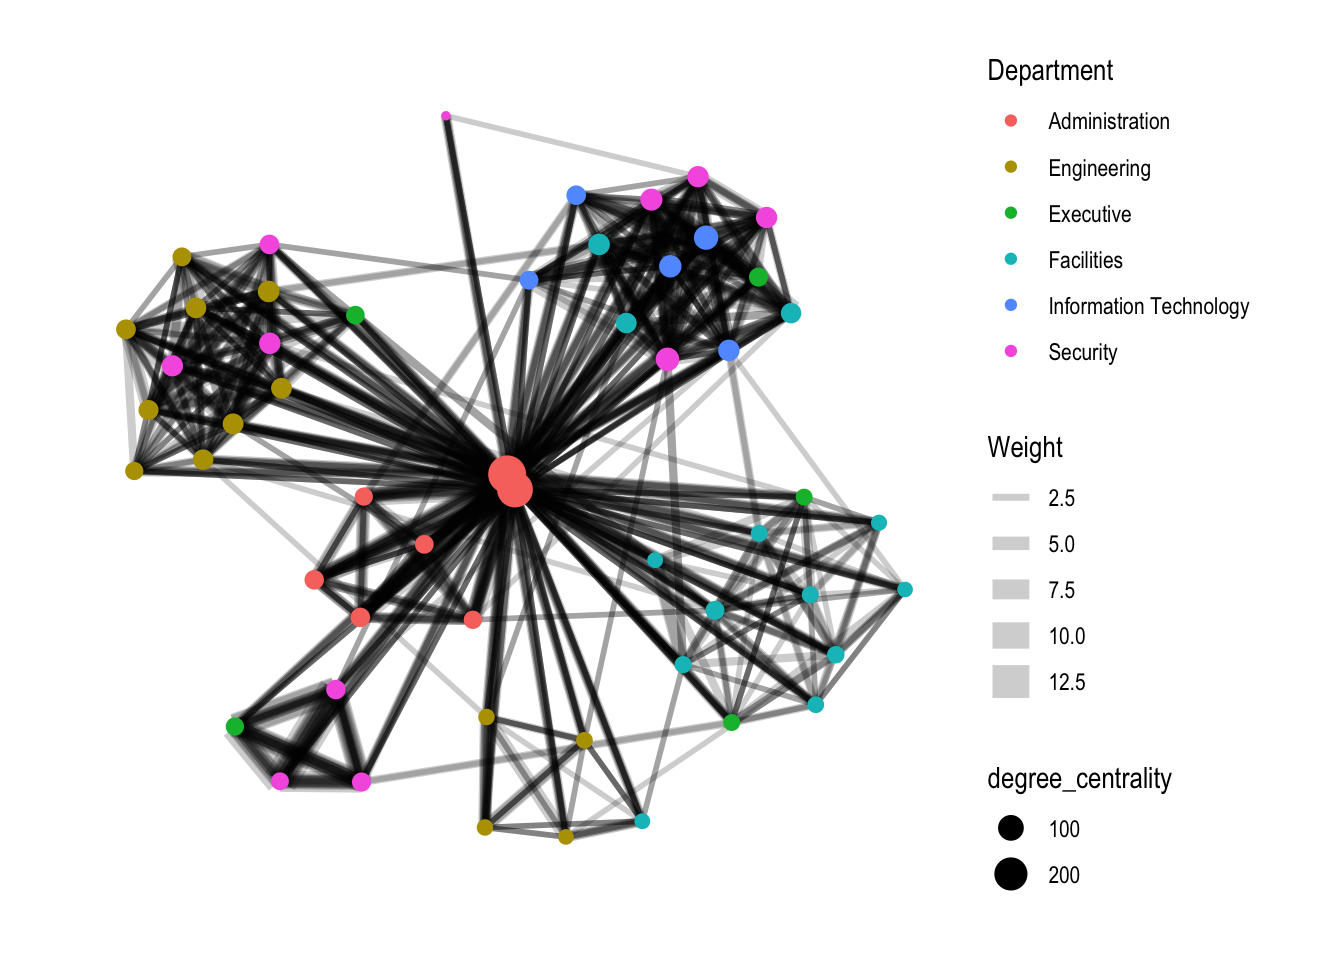 Department
Administration
Engineering
Executive
Facilities
Information Technology
Security
Weight
2.5
5.0
7.5
10.0
12.5
degree_centrality
100
200